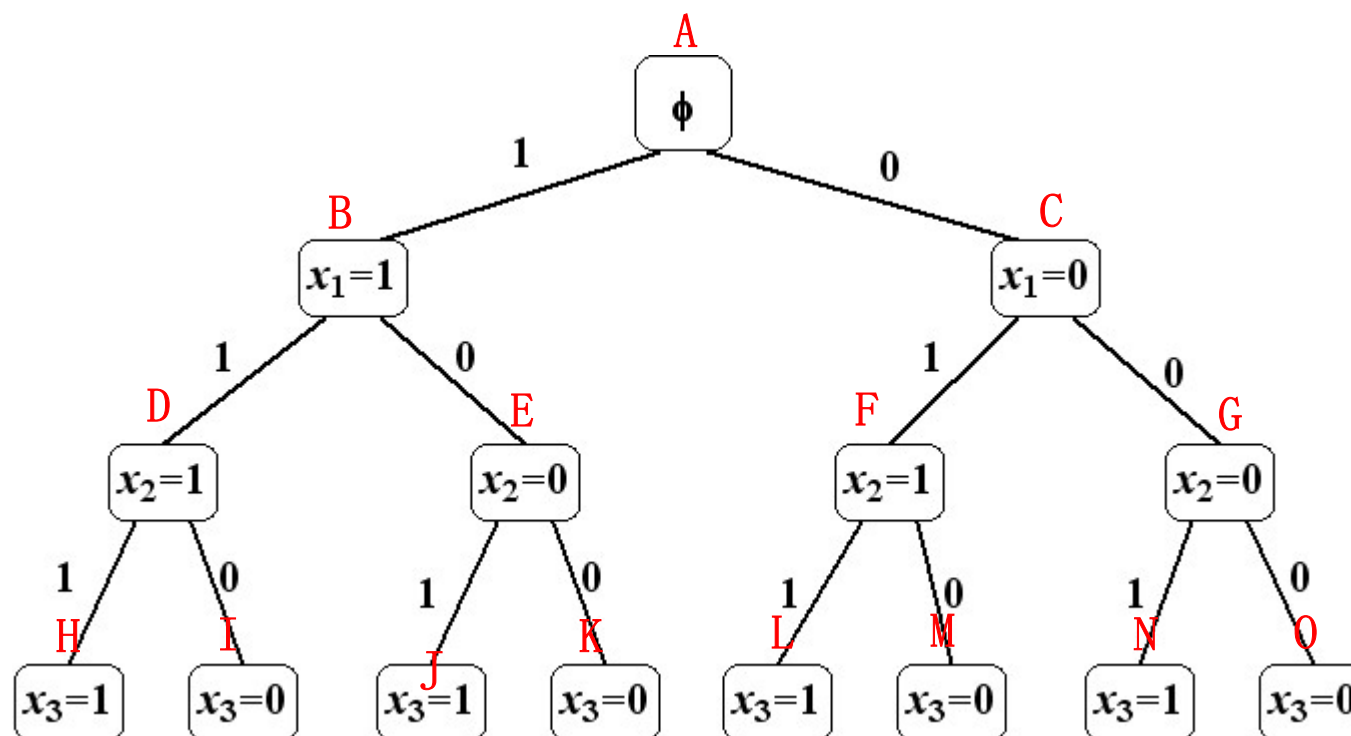 A
ϕ
1 0
B C
x₁=1 x₁=0
1 0 1 0
D E F G
x₂=1 x₂=0 x₂=1 x₂=0
1 0 1 0 1 0 1 0
H I J K L M N O
x₃=1 x₃=0 x₃=1 x₃=0 x₃=1 x₃=0 x₃=1 x₃=0